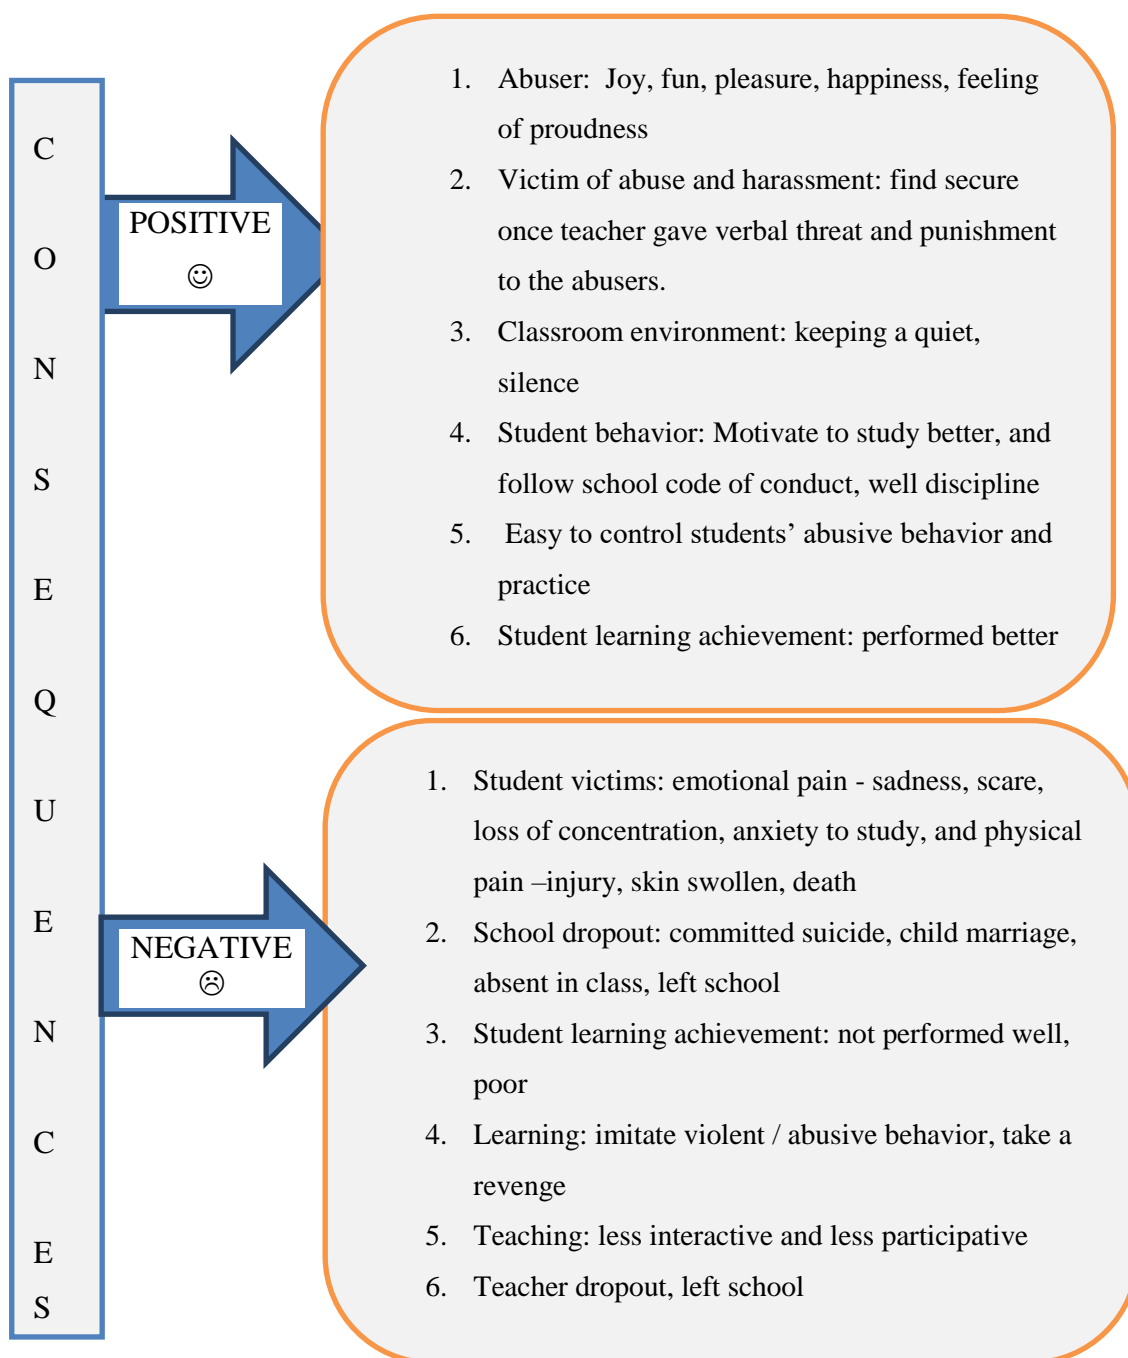 C
O
N
S
E
Q
U
E
N
C
E
S
POSITIVE
☺
1. Abuser:  Joy, fun, pleasure, happiness, feeling
of proudness
2. Victim of abuse and harassment: find secure
once teacher gave verbal threat and punishment
to the abusers.
3. Classroom environment: keeping a quiet,
silence
4. Student behavior: Motivate to study better, and
follow school code of conduct, well discipline
5.  Easy to control students’ abusive behavior and
practice
6. Student learning achievement: performed better
NEGATIVE
☹
1. Student victims: emotional pain - sadness, scare,
loss of concentration, anxiety to study, and physical
pain –injury, skin swollen, death
2. School dropout: committed suicide, child marriage,
absent in class, left school
3. Student learning achievement: not performed well,
poor
4. Learning: imitate violent / abusive behavior, take a
revenge
5. Teaching: less interactive and less participative
6. Teacher dropout, left school